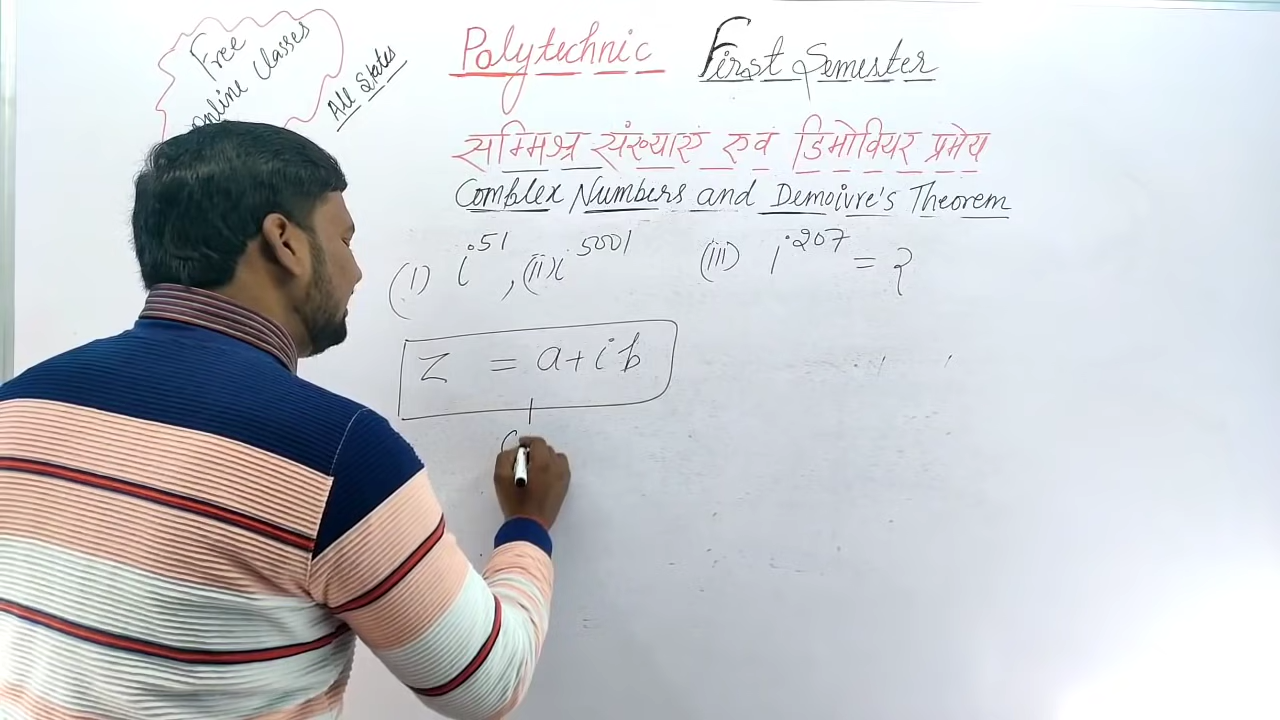 Free
online classes
All States
Polytechnic First Semester
सम्मिश्र संख्याएं एवं डिमोवियर प्रमेय
Complex Numbers and Demoivre's Theorem
(i) i^51, (ii) i^5001 (iii) i^207 = ?
Z = a+ib